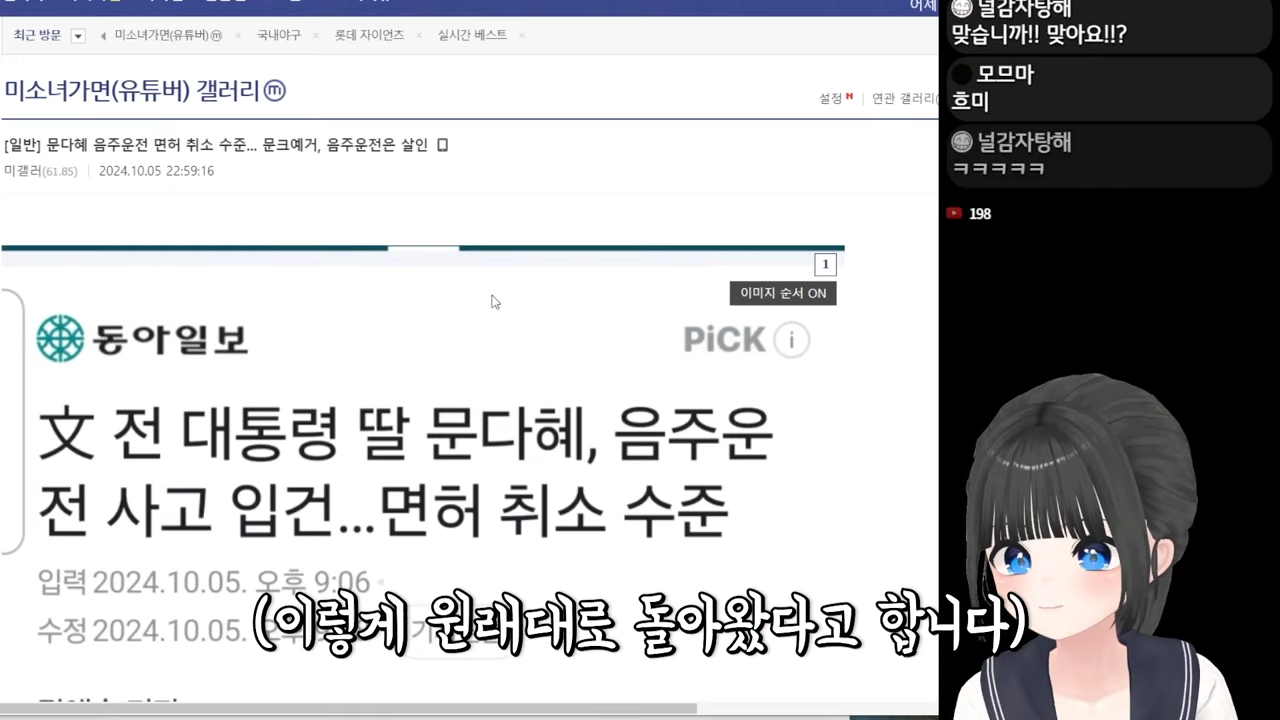 어제
최근 방문
미소녀가면(유튜버)ⓜ × 국내야구 × 롯데 자이언츠 × 실시간 베스트 ×
미소녀가면(유튜버) 갤러리ⓜ
설정 N | 연관 갤러리(
[일반] 문다혜 음주운전 면허 취소 수준... 문크예거, 음주운전은 살인
미갤러(61.85) | 2024.10.05 22:59:16
1
이미지 순서 ON
동아일보
PiCK i
文 전 대통령 딸 문다혜, 음주운
전 사고 입건...면허 취소 수준
입력 2024.10.05. 오후 9:06
수정 2024.10.05.
(이렇게 원래대로 돌아왔다고 합니다)
널감자탕해
맞습니까!! 맞아요!!?
모므마
흐미
널감자탕해
ㅋㅋㅋㅋㅋ
198